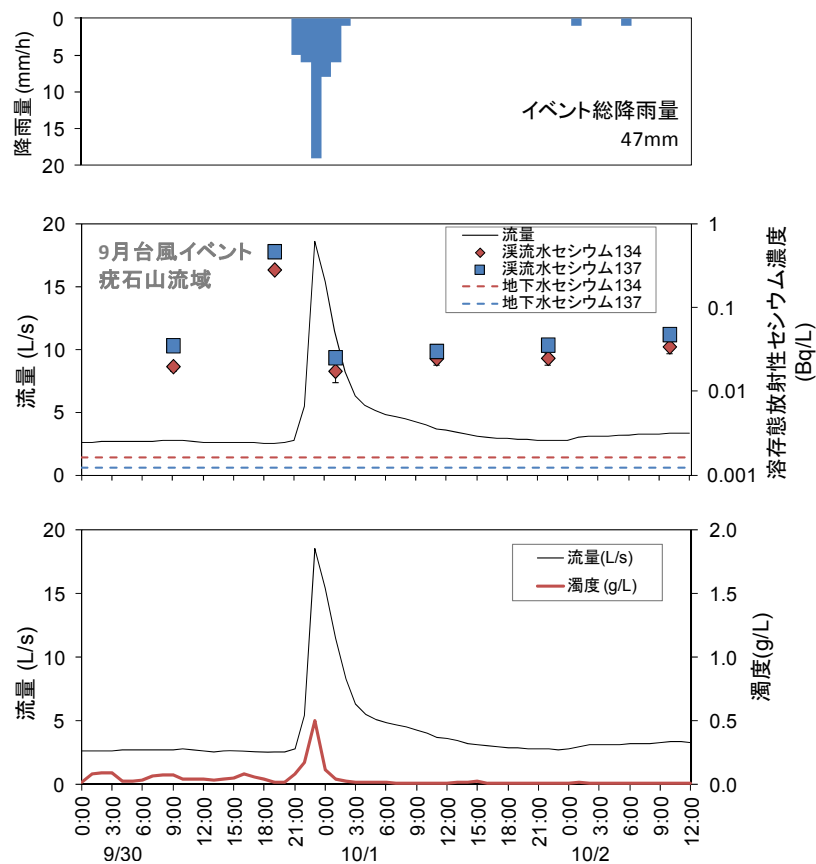 0
5
10
15
20
降雨量 (mm/h)
イベント総降雨量
47mm
20
15
10
5
0
流量 (L/s)
9月台風イベント
疣石山流域
流量
渓流水セシウム134
渓流水セシウム137
地下水セシウム134
地下水セシウム137
1
0.1
0.01
0.001
溶存態放射性セシウム濃度
(Bq/L)
20
15
10
5
0
流量 (L/s)
流量(L/s)
濁度 (g/L)
2.0
1.5
1.0
0.5
0.0
濁度(g/L)
0:00
3:00
6:00
9:00
12:00
15:00
18:00
21:00
0:00
3:00
6:00
9:00
12:00
15:00
18:00
21:00
0:00
3:00
6:00
9:00
12:00
9/30
10/1
10/2